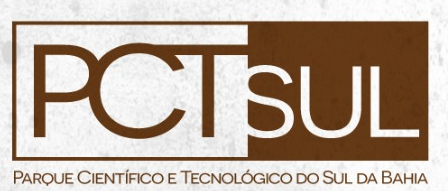 PCTSUL
PARQUE CIENTÍFICO E TECNOLÓGICO DO SUL DA BAHIA